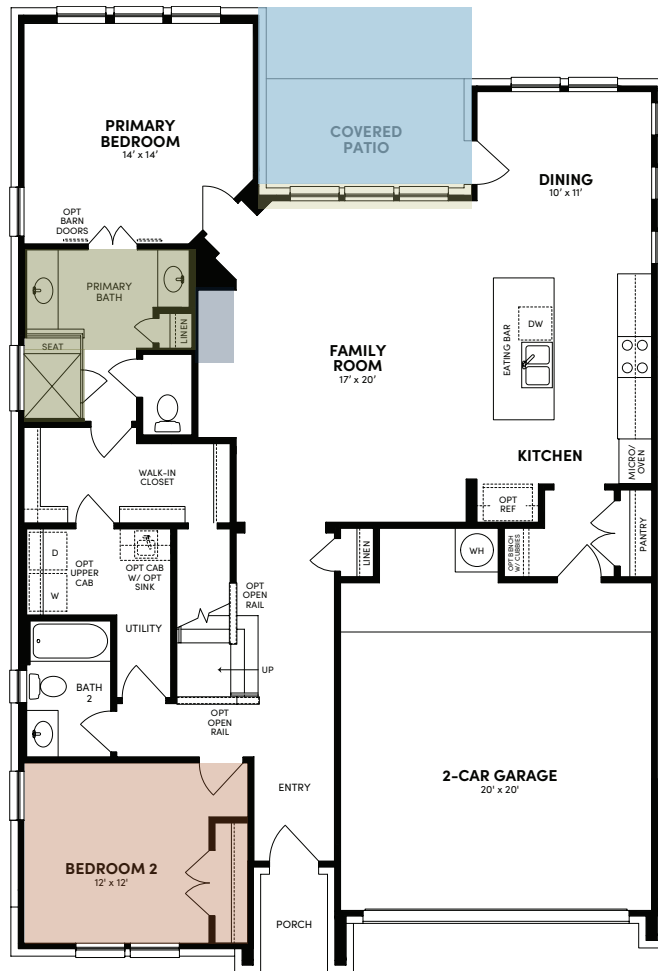 PRIMARY
BEDROOM
14' x 14'
COVERED
PATIO
DINING
10' x 11'
OPT
BARN
DOORS
PRIMARY
BATH
LINEN
SEAT
FAMILY
ROOM
17' x 20'
EATING BAR
DW
KITCHEN
MICRO/
OVEN
OPT
REF
WALK-IN
CLOSET
D
W
OPT
UPPER
CAB
OPT CAB
W/ OPT
SINK
LINEN
WH
OPT BENCH
W/ CUBBIES
PANTRY
OPT
OPEN
RAIL
UTILITY
UP
BATH
2
OPT
OPEN
RAIL
ENTRY
2-CAR GARAGE
20' x 20'
BEDROOM 2
12' x 12'
PORCH